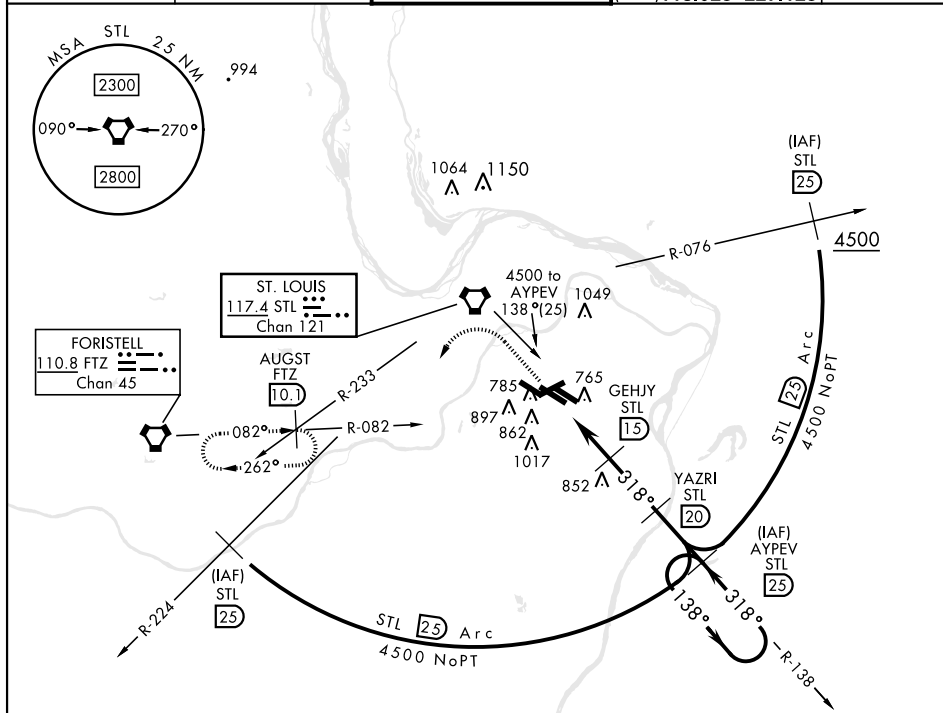 MSA STL 25 NM
2300
090°
270°
2800
994
1064
1150
(IAF)
STL
25
4500
R-076
ST. LOUIS
117.4 STL
Chan 121
4500 to
AYPEV
138°(25)
1049
FORISTELL
110.8 FTZ
Chan 45
AUGST
FTZ
10.1
R-233
785
765
897
862
1017
GEHJY
STL
15
STL 25 Arc
4500 NoPT
082°
R-082
262°
852
318°
YAZRI
STL
20
(IAF)
AYPEV
STL
25
(IAF)
STL
25
R-224
STL 25 Arc
4500 NoPT
138°
318°
R-138